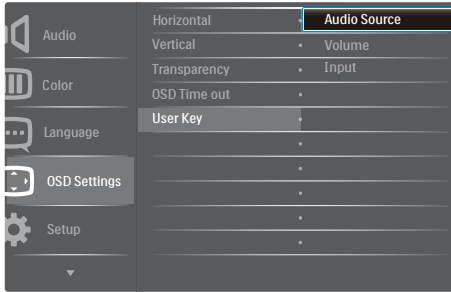 Audio
Color
Language
OSD Settings
Setup
Horizontal
Vertical
Transparency
OSD Time out
User Key
Audio Source
Volume
Input